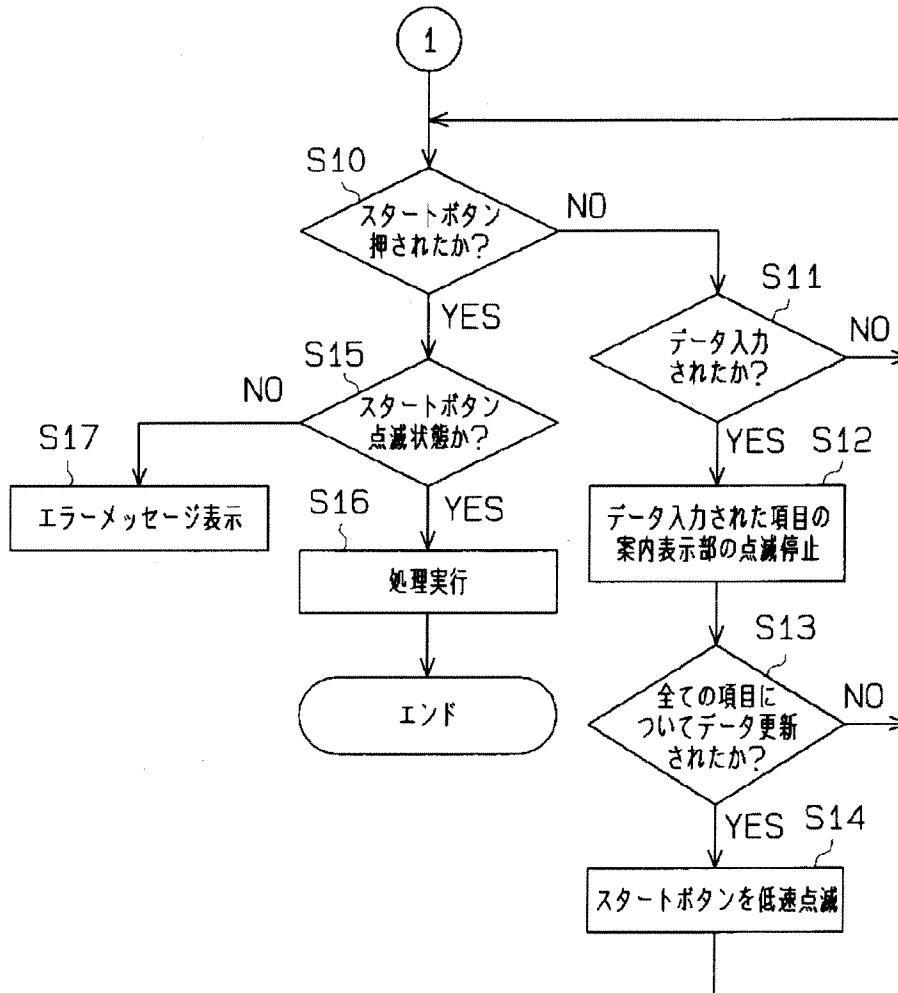 1
S10
スタートボタン
押されたか?
NO
YES
S11
データ入力
されたか?
NO
YES
S15
スタートボタン
点滅状態か?
NO
YES
S17
エラーメッセージ表示
S16
処理実行
エンド
S12
データ入力された項目の
案内表示部の点滅停止
S13
全ての項目に
ついてデータ更新
されたか?
NO
YES
S14
スタートボタンを低速点滅